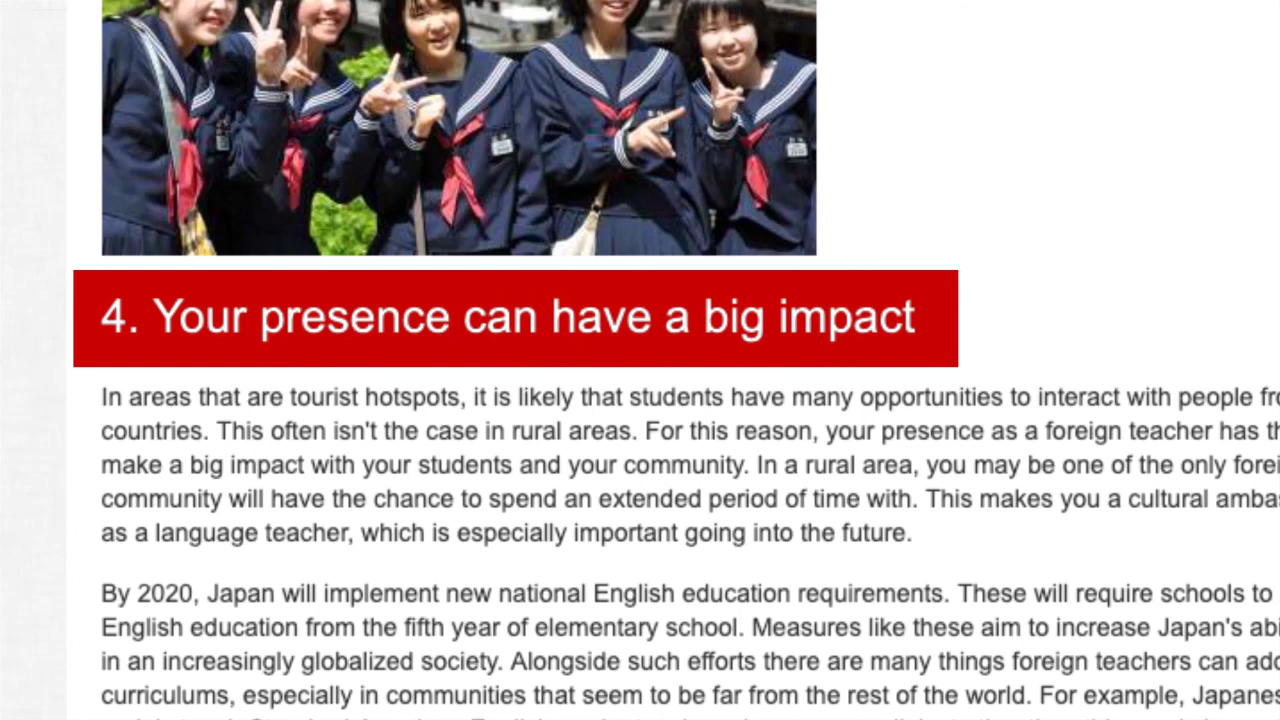 4. Your presence can have a big impact
In areas that are tourist hotspots, it is likely that students have many opportunities to interact with people
countries. This often isn't the case in rural areas. For this reason, your presence as a foreign teacher has
make a big impact with your students and your community. In a rural area, you may be one of the only
community will have the chance to spend an extended period of time with. This makes you a cultural
as a language teacher, which is especially important going into the future.
By 2020, Japan will implement new national English education requirements. These will require schools to
English education from the fifth year of elementary school. Measures like these aim to increase Japan's
in an increasingly globalized society. Alongside such efforts there are many things foreign teachers can
curriculums, especially in communities that seem to be far from the rest of the world. For example,